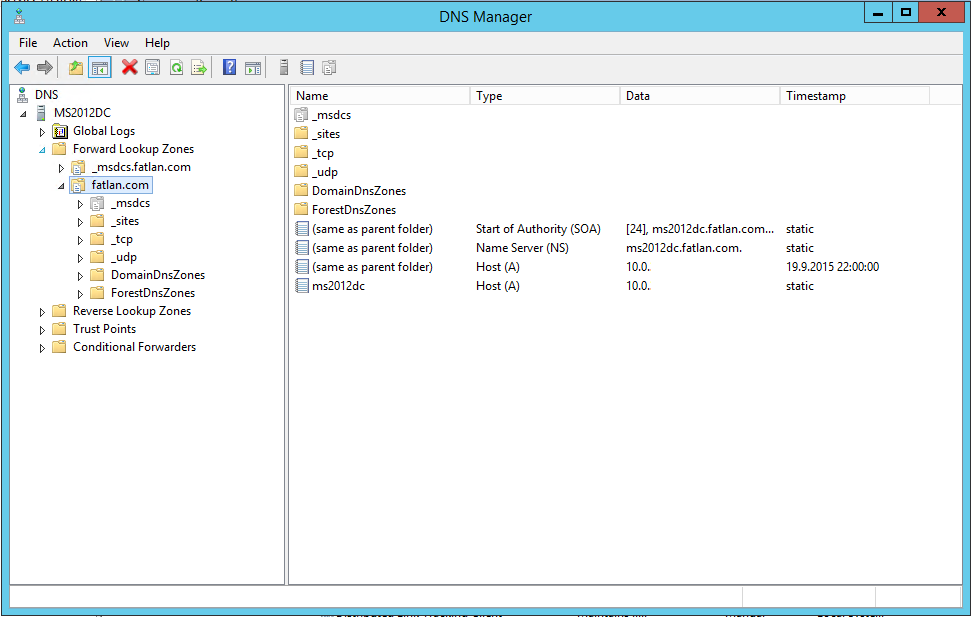 DNS Manager
File Action View Help
DNS
MS2012DC
Global Logs
Forward Lookup Zones
_msdcs.fatlan.com
fatlan.com
_msdcs
_sites
_tcp
_udp
DomainDnsZones
ForestDnsZones
Reverse Lookup Zones
Trust Points
Conditional Forwarders
Name Type Data Timestamp
_msdcs
_sites
_tcp
_udp
DomainDnsZones
ForestDnsZones
(same as parent folder) Start of Authority (SOA) [24], ms2012dc.fatlan.com... static
(same as parent folder) Name Server (NS) ms2012dc.fatlan.com. static
(same as parent folder) Host (A) 10.0. 19.9.2015 22:00:00
ms2012dc Host (A) 10.0. static